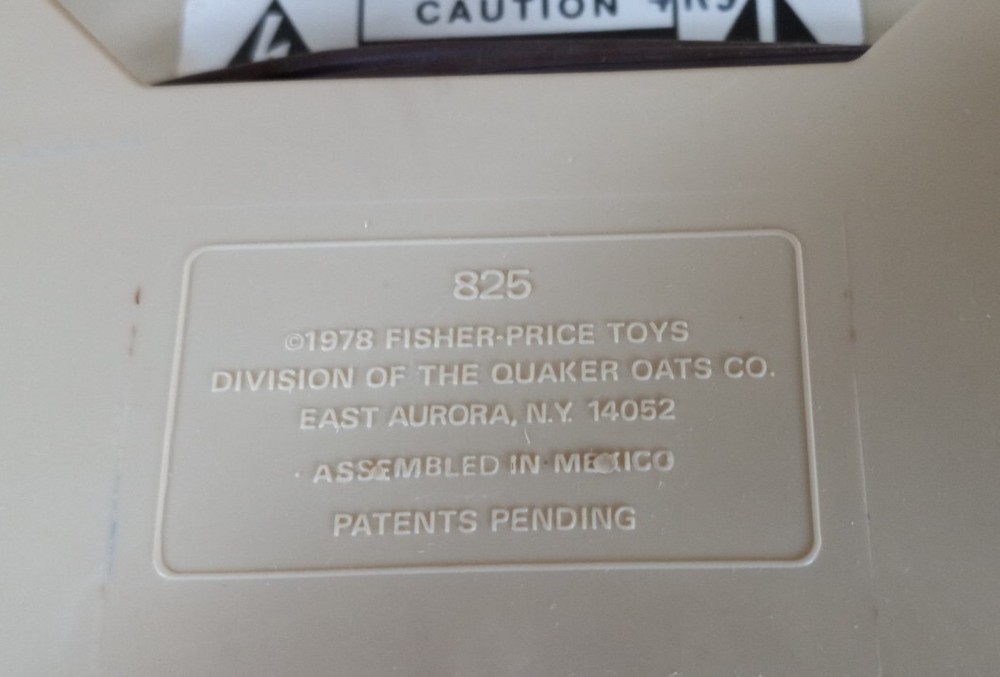 CAUTION
825
©1978 FISHER-PRICE TOYS
DIVISION OF THE QUAKER OATS CO.
EAST AURORA, N.Y. 14052
ASSEMBLED IN MEXICO
PATENTS PENDING